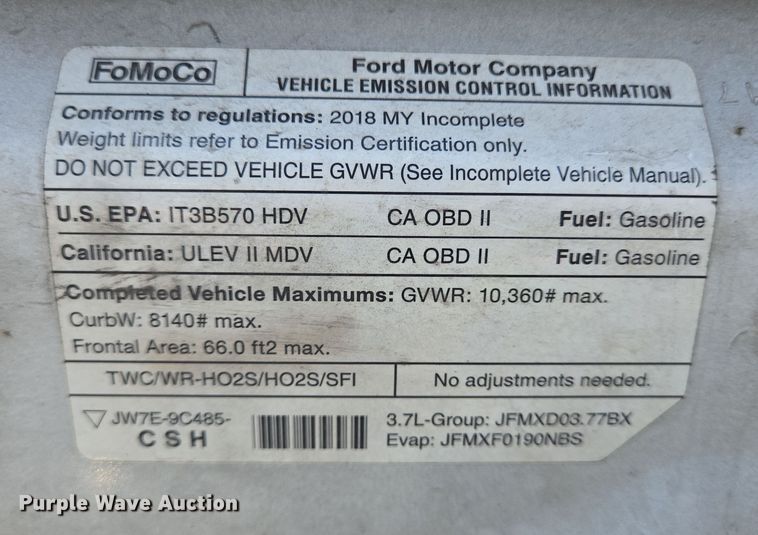 FoMoCo
Ford Motor Company
VEHICLE EMISSION CONTROL INFORMATION
Conforms to regulations: 2018 MY Incomplete
Weight limits refer to Emission Certification only.
DO NOT EXCEED VEHICLE GVWR (See Incomplete Vehicle Manual).
U.S. EPA: IT3B570 HDV CA OBD II Fuel: Gasoline
California: ULEV II MDV CA OBD II Fuel: Gasoline
Completed Vehicle Maximums: GVWR: 10,360# max.
CurbW: 8140# max.
Frontal Area: 66.0 ft2 max.
TWC/WR-HO2S/HO2S/SFI No adjustments needed.
JW7E-9C485-
CSH
3.7L-Group: JFMXD03.77BX
Evap: JFMXF0190NBS
Purple Wave Auction